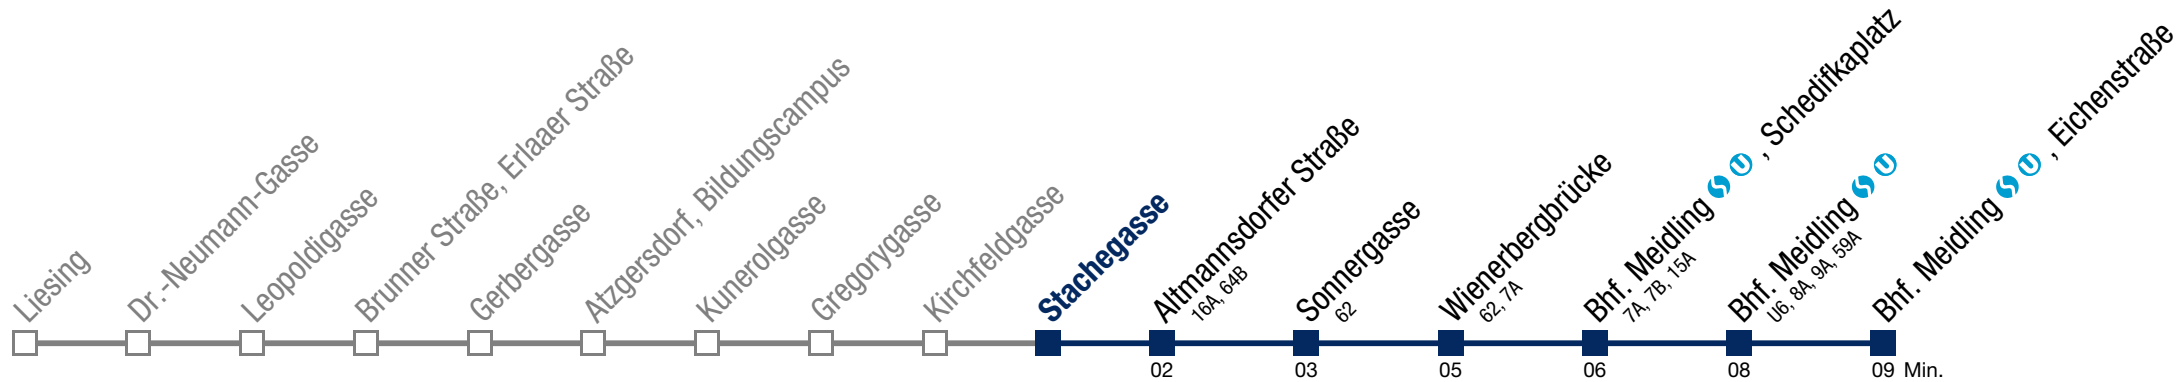 Liesing
Dr.-Neumann-Gasse
Leopoldigasse
Brunner Straße, Erlaaer Straße
Gerbergasse
Atzgersdorf, Bildungscampus
Kunerolgasse
Gregorygasse
Kirchfeldgasse
Stachegasse
Altmannsdorfer Straße
16A, 64B
Sonnergasse
62
Wienerbergbrücke
62, 7A
Bhf. Meidling S U , Schedifkaplatz
7A, 7B, 15A
Bhf. Meidling S U
U6, 8A, 9A, 59A
Bhf. Meidling S U , Eichenstraße
02 03 05 06 08 09 Min.